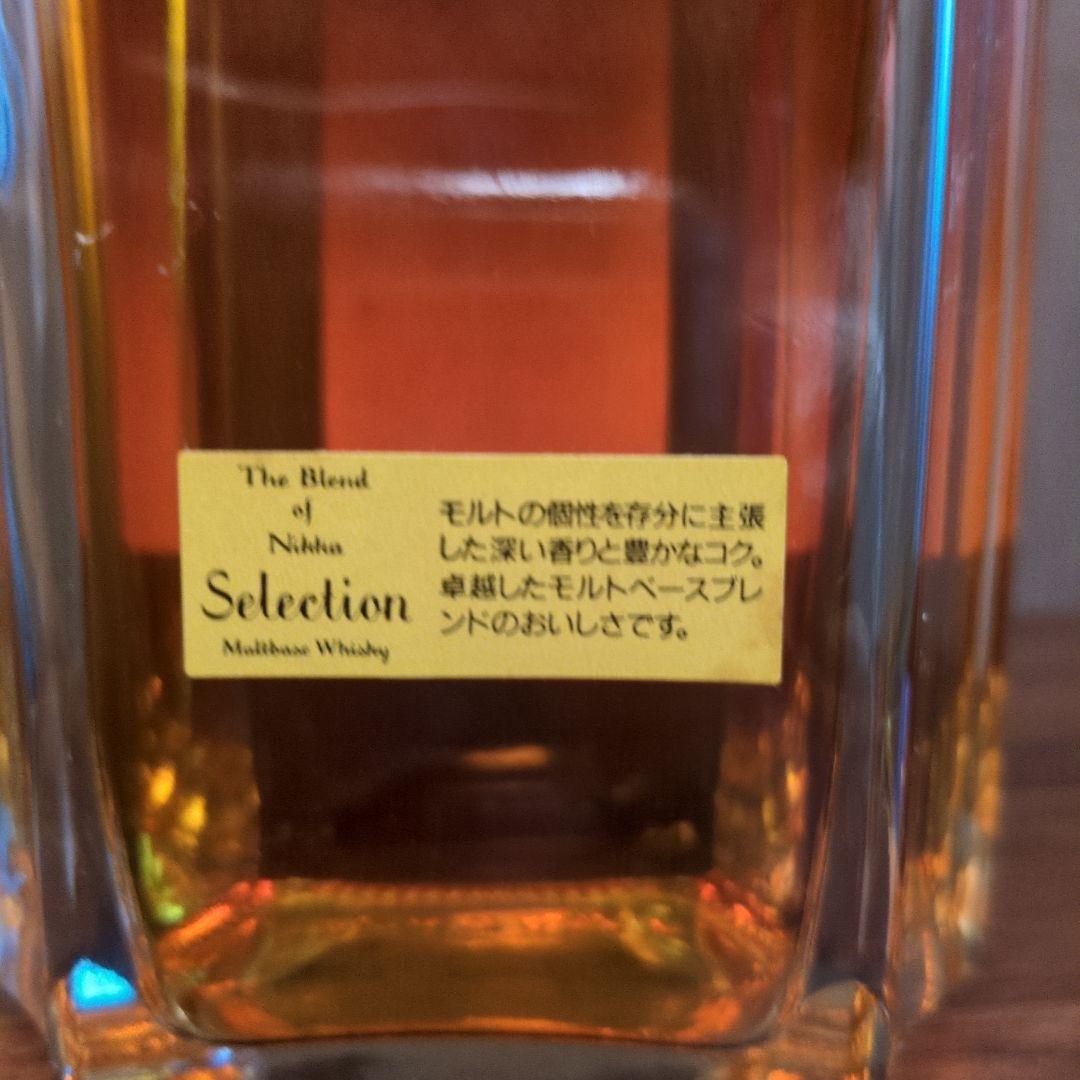 The Blend
of
Nikka
Selection
Maltbase Whisky
モルトの個性を存分に主張
した深い香りと豊かなコク。
卓越したモルトベースブレ
ンドのおいしさです。